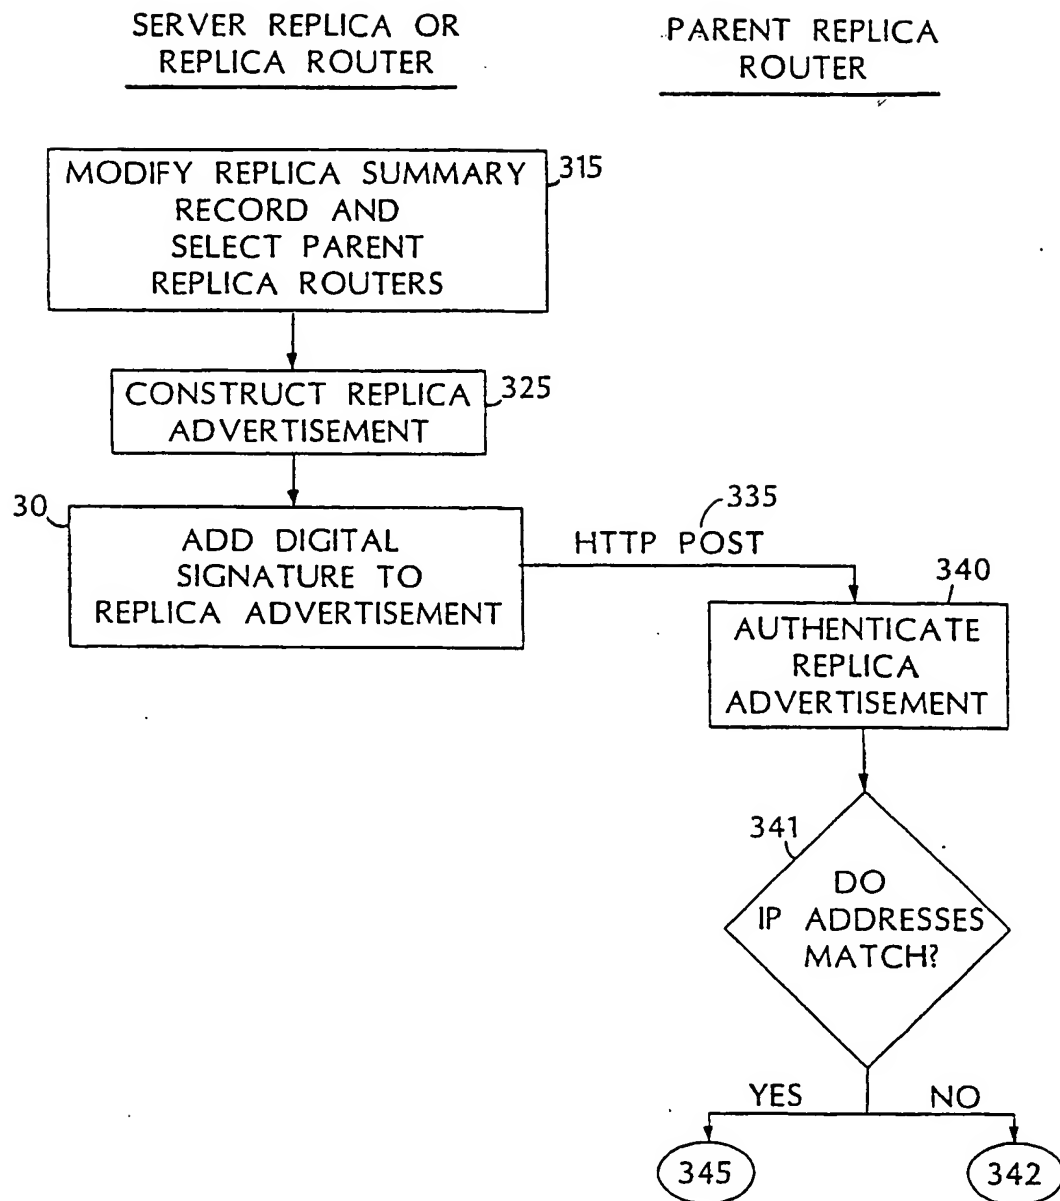 SERVER REPLICA OR
REPLICA ROUTER
PARENT REPLICA
ROUTER
MODIFY REPLICA SUMMARY
RECORD AND
SELECT PARENT
REPLICA ROUTERS
315
CONSTRUCT REPLICA
ADVERTISEMENT
325
30
ADD DIGITAL
SIGNATURE TO
REPLICA ADVERTISEMENT
335
HTTP POST
340
AUTHENTICATE
REPLICA
ADVERTISEMENT
341
DO
IP ADDRESSES
MATCH?
YES
NO
345
342